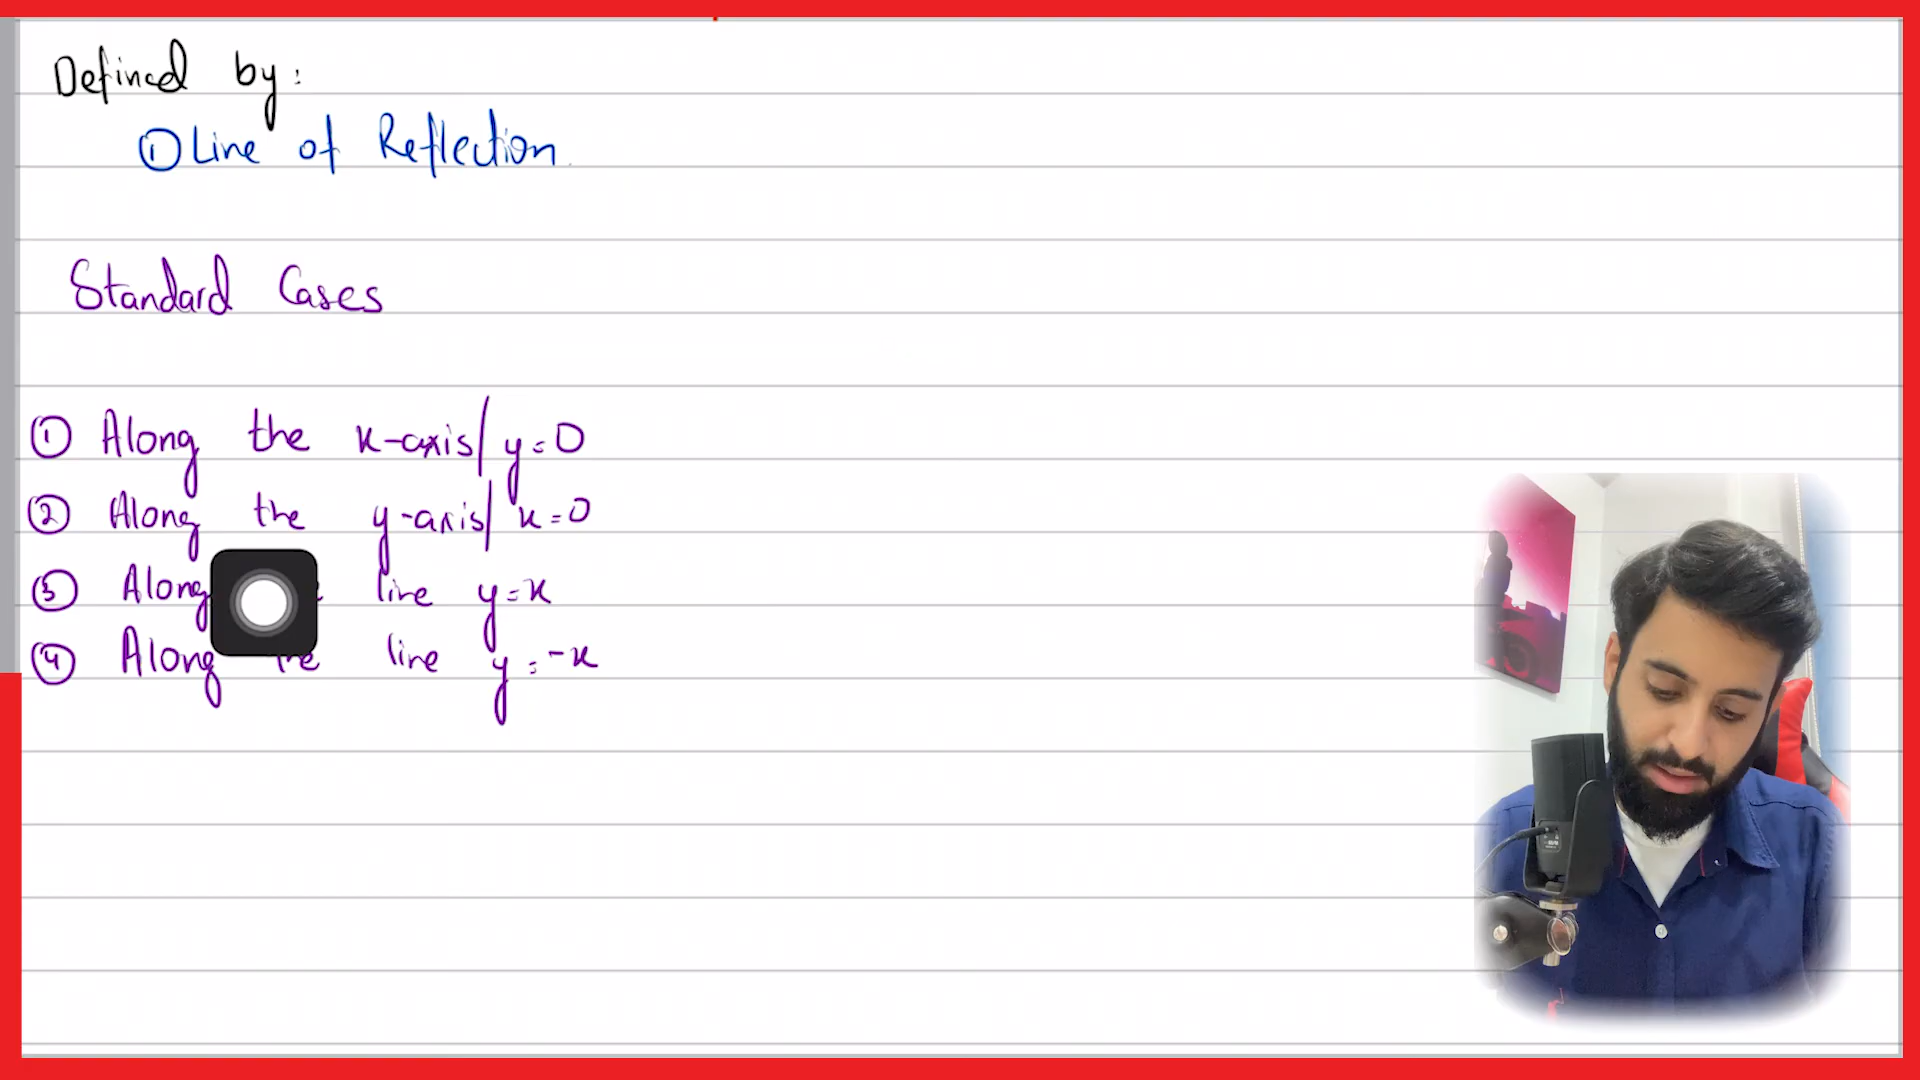 Defined by:
① Line of Reflection
Standard Cases
① Along the x-axis / y=0
② Along the y-axis / x=0
③ Along line y=x
④ Along the line y=-x